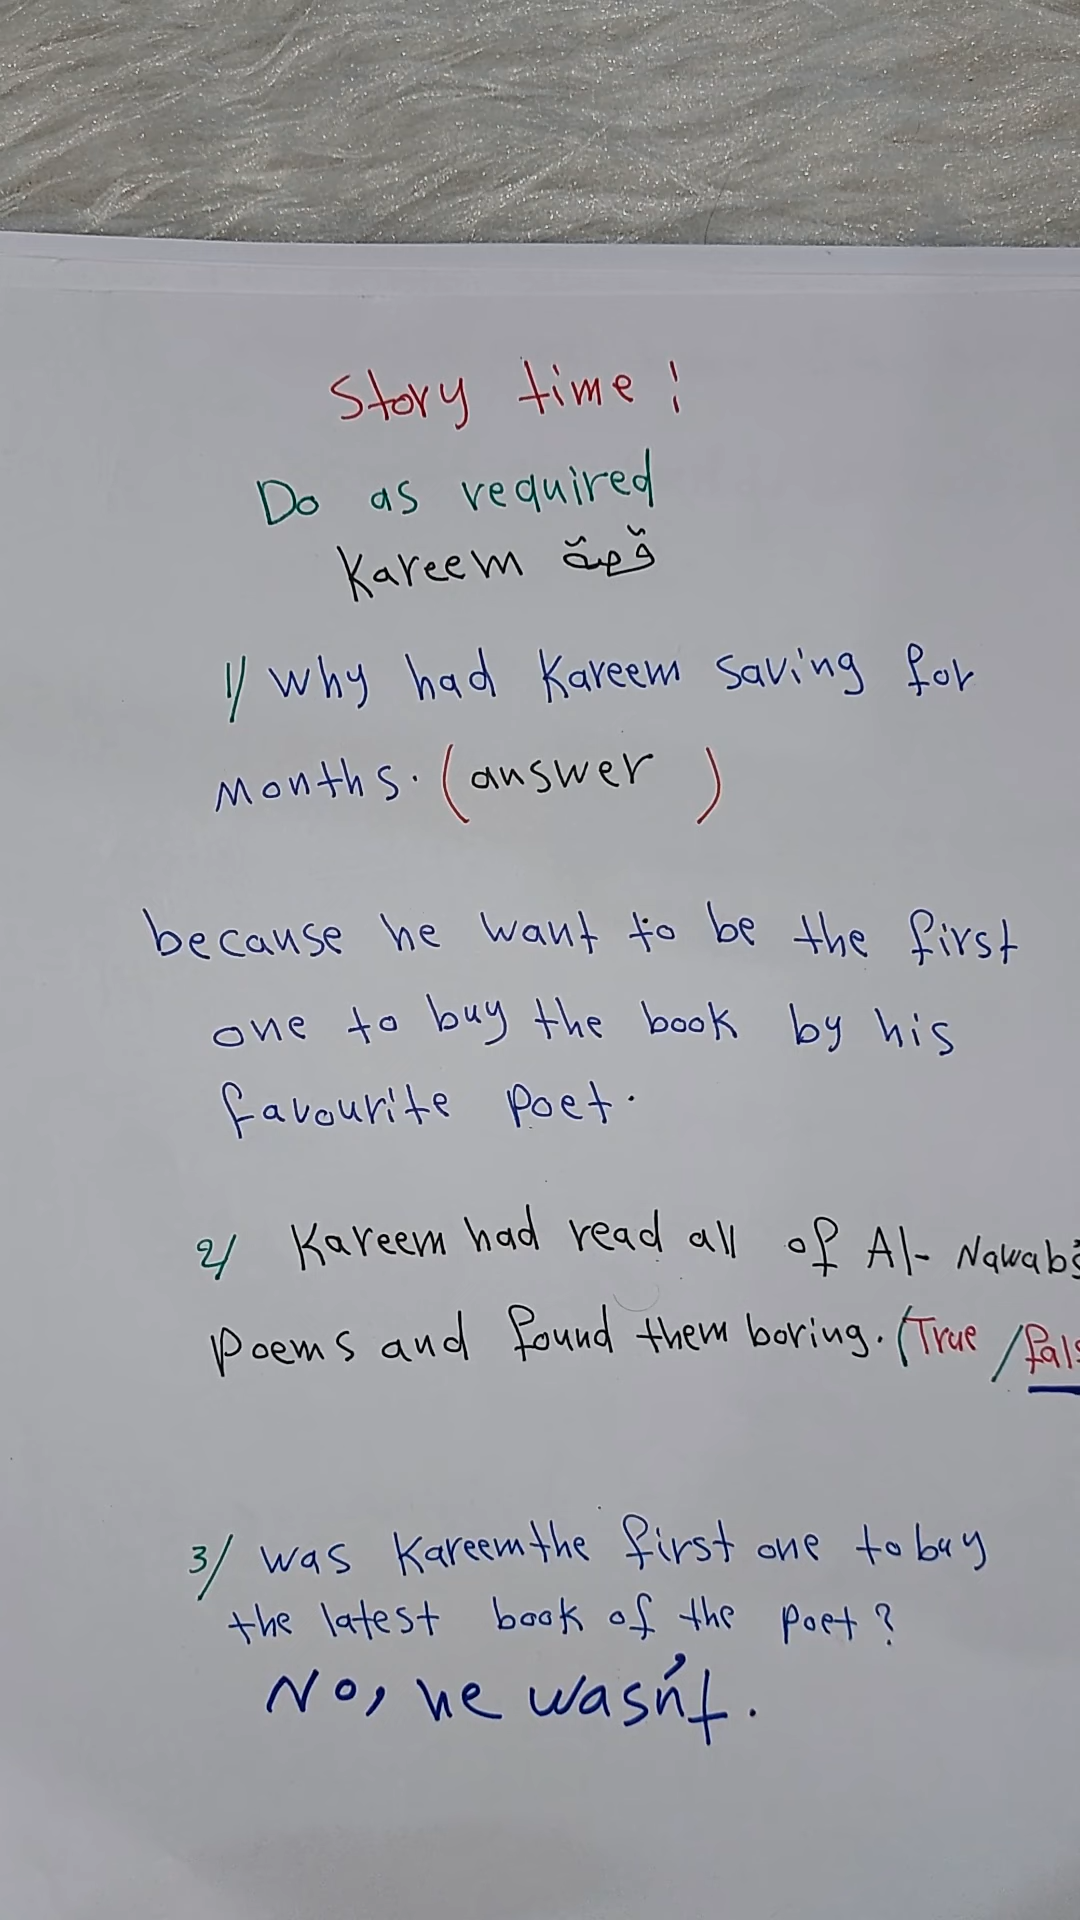 Story time !
Do as required
Kareem قصة
1/ Why had Kareem saving for
months. (answer )
because he want to be the first
one to buy the book by his
favourite poet.
2/ Kareem had read all of Al- Nawab's
poems and found them boring. (True /
3/ was Kareem the first one to buy
the latest book of the poet?
No, he wasn't.